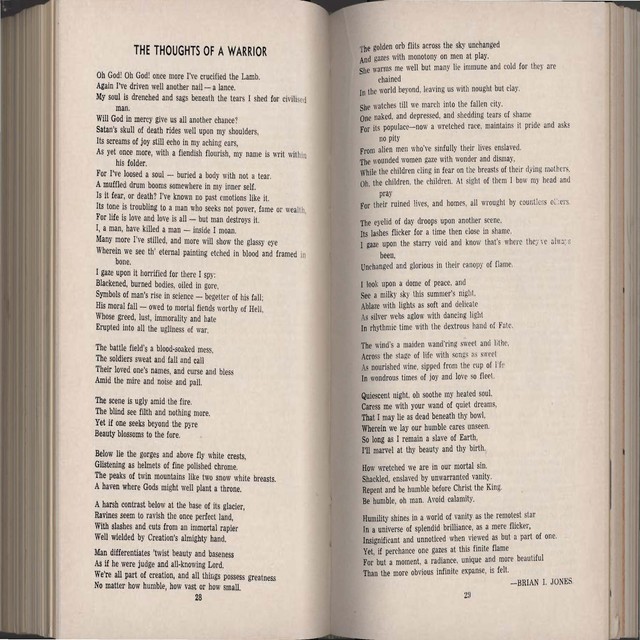 THE THOUGHTS OF A WARRIOR
Oh God! Oh God! once more I've crucified the Lamb.
Again I've driven well another nail — a lance.
My soul is drenched and sags beneath the tears I shed for civilised
man.
Will God in mercy give us all another chance?
Satan's skull of death rides well upon my shoulders,
Its screams of joy still echo in my aching ears,
As yet once more, with a fiendish flourish, my name is writ within
his folder.
For I've loosed a soul — buried a body with not a tear.
A muffled drum booms somewhere in my inner self.
Is it fear, or death? I've known no past emotions like it.
Its tone is troubling to a man who seeks not power, fame or wealth,
For life is love and love is all — but man destroys it.
I, a man, have killed a man — inside I moan.
Many more I've stilled, and more will show the glassy eye
Wherein we see th' eternal painting etched in blood and framed in
bone.
I gaze upon it horrified for there I spy:
Blackened, burned bodies, oiled in gore,
Symbols of man's rise in science — begetter of his fall;
His moral fall — owed to mortal fiends worthy of Hell,
Whose greed, lust, immorality and hate
Erupted into all the ugliness of war.
The battle field's a blood-soaked mess,
The soldiers sweat and fall and call
Their loved one's names, and curse and bless
Amid the mire and noise and pall.
The scene is ugly amid the fire.
The blind see filth and nothing more.
Yet if one seeks beyond the pyre
Beauty blossoms to the fore.
Below lie the gorges and above fly white crests,
Glistening as helmets of fine polished chrome.
The peaks of twin mountains like two snow white breasts.
A haven where Gods might well plant a throne.
A harsh contrast below at the base of its glacier,
Ravines seem to ravish the once perfect land,
With slashes and cuts from an immortal rapier
Well wielded by Creation's almighty hand.
Man differentiates 'twixt beauty and baseness
As if he were judge and all-knowing Lord.
We're all part of creation, and all things possess greatness
No matter how humble, how vast or how small.
28
The golden orb flits across the sky unchanged
And gazes with monotony on men at play.
She warms me well but many lie immune and cold for they are
chained
In the world beyond, leaving us with nought but clay.
She watches till we march into the fallen city.
One naked, and depressed, and shedding tears of shame
For its populace—now a wretched race, maintains it pride and asks
no pity
From alien men who've sinfully their lives enslaved.
The wounded women gaze with wonder and dismay,
While the children cling in fear on the breasts of their dying mothers.
Oh, the children, the children. At sight of them I bow my head and
pray
For their ruined lives, and homes, all wrought by countless others.
The eyelid of day droops upon another scene,
Its lashes flicker for a time then close in shame.
I gaze upon the starry void and know that's where they've always
been,
Unchanged and glorious in their canopy of flame.
I look upon a dome of peace, and
See a milky sky this summer's night,
Ablaze with lights as soft and delicate
As silver webs aglow with dancing light
In rhythmic time with the dextrous hand of Fate.
The wind's a maiden wand'ring sweet and lithe,
Across the stage of life with songs as sweet
As nourished wine, sipped from the cup of life
In wondrous times of joy and love so fleet.
Quiescent night, oh soothe my heated soul,
Caress me with your wand of quiet dreams,
That I may lie as dead beneath thy bowl,
Wherein we lay our humble cares unseen.
So long as I remain a slave of Earth,
I'll marvel at thy beauty and thy birth.
How wretched we are in our mortal sin.
Shackled, enslaved by unwarranted vanity.
Repent and be humble before Christ the King.
Be humble, oh man. Avoid calamity.
Humility shines in a world of vanity as the remotest star
In a universe of splendid brilliance, as a mere flicker,
Insignificant and unnoticed when viewed as but a part of one.
Yet, if perchance one gazes at this finite flame
For but a moment, a radiance, unique and more beautiful
Than the more obvious infinite expanse, is felt.
—BRIAN I. JONES
29